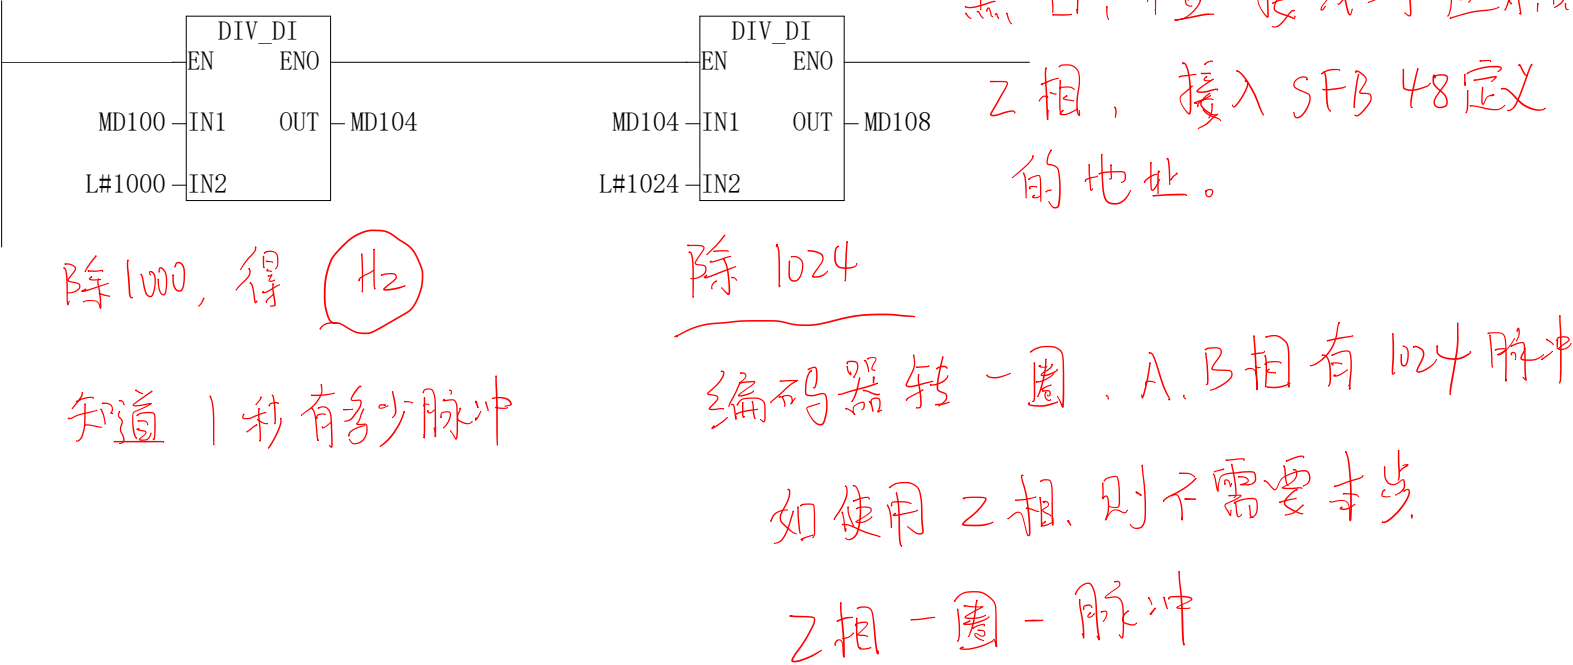 DIV_DI
EN ENO
MD100 IN1 OUT MD104
L#1000 IN2
DIV_DI
EN ENO
MD104 IN1 OUT MD108
L#1024 IN2
Z相，接入SFB 48定义
的地址。
除1000，得 Hz
知道1秒有多少脉冲
除 1024
编码器转一圈、A、B相有1024脉冲
如使用Z相、则不需要本步
Z相一圈一脉冲